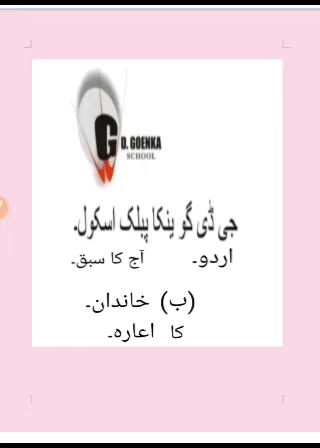 G D. GOENKA
SCHOOL
جی ڈی گوینکا پبلک اسکول۔
اردو۔ آج کا سبق۔
(ب) خاندان۔
کا اعارہ۔